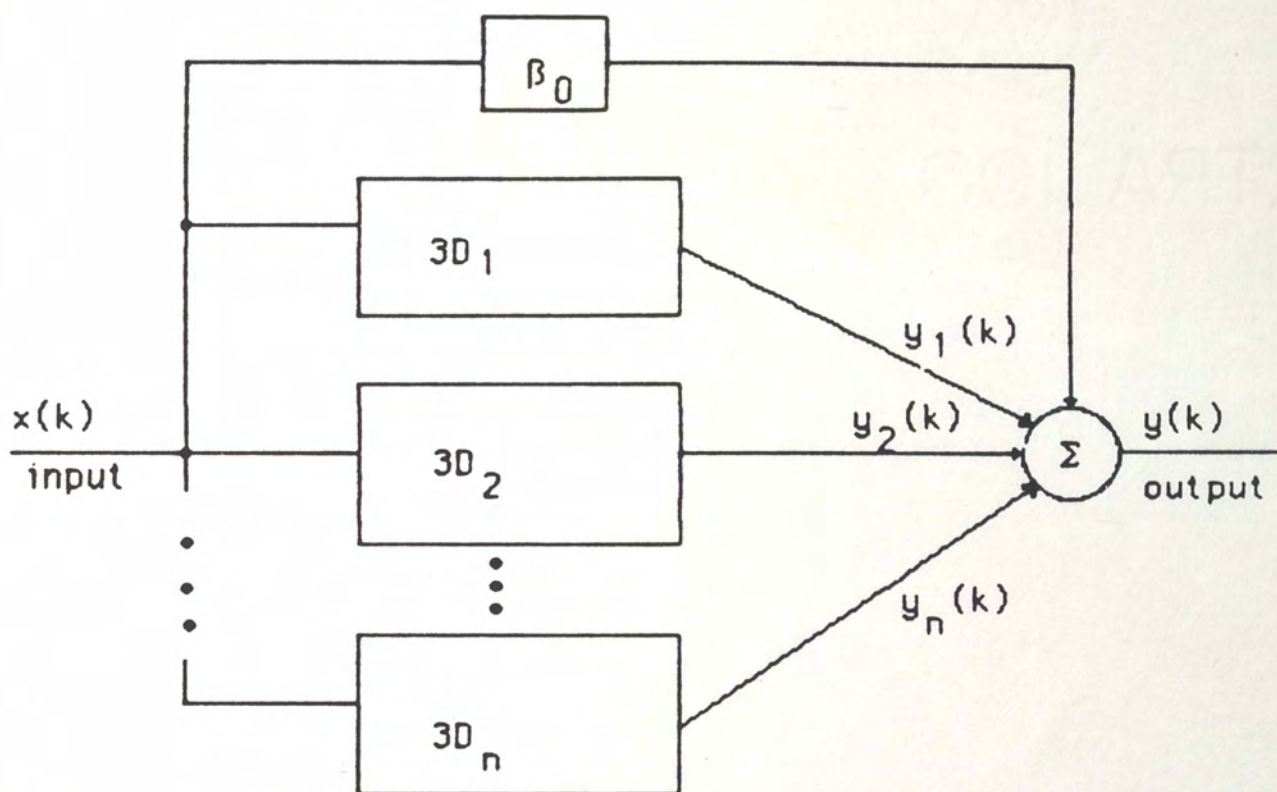 β₀
3D₁
y₁(k)
x(k)
input
3D₂
y₂(k)
Σ
y(k)
output
yₙ(k)
3Dₙ